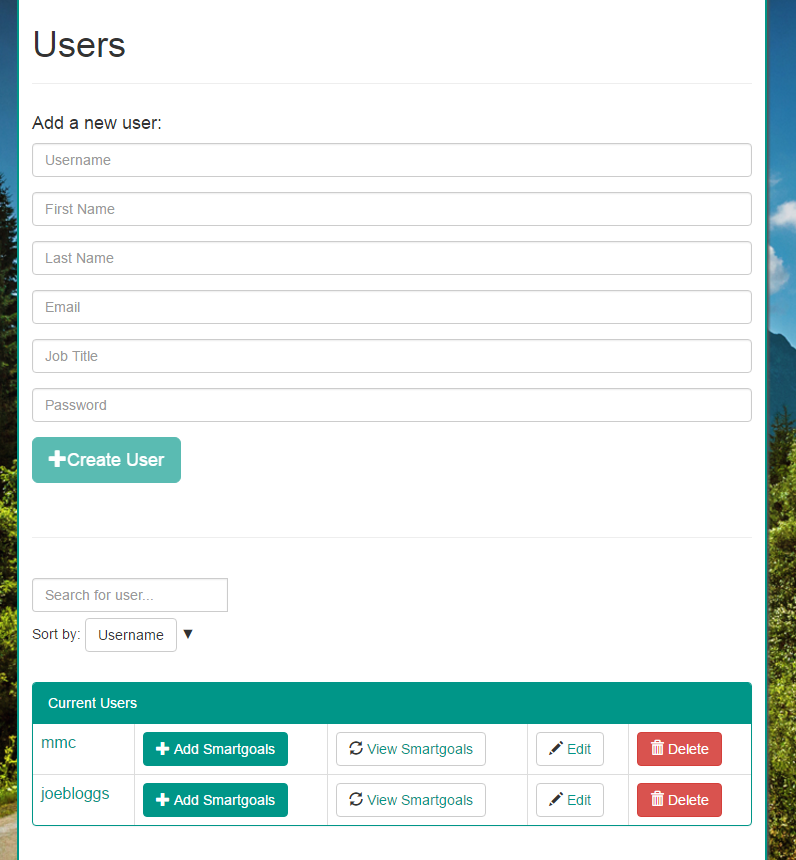 Users
Add a new user:
Username
First Name
Last Name
Email
Job Title
Password
Create User
Search for user...
Sort by: Username ▼
Current Users
mmc Add Smartgoals View Smartgoals Edit Delete
joebloggs Add Smartgoals View Smartgoals Edit Delete